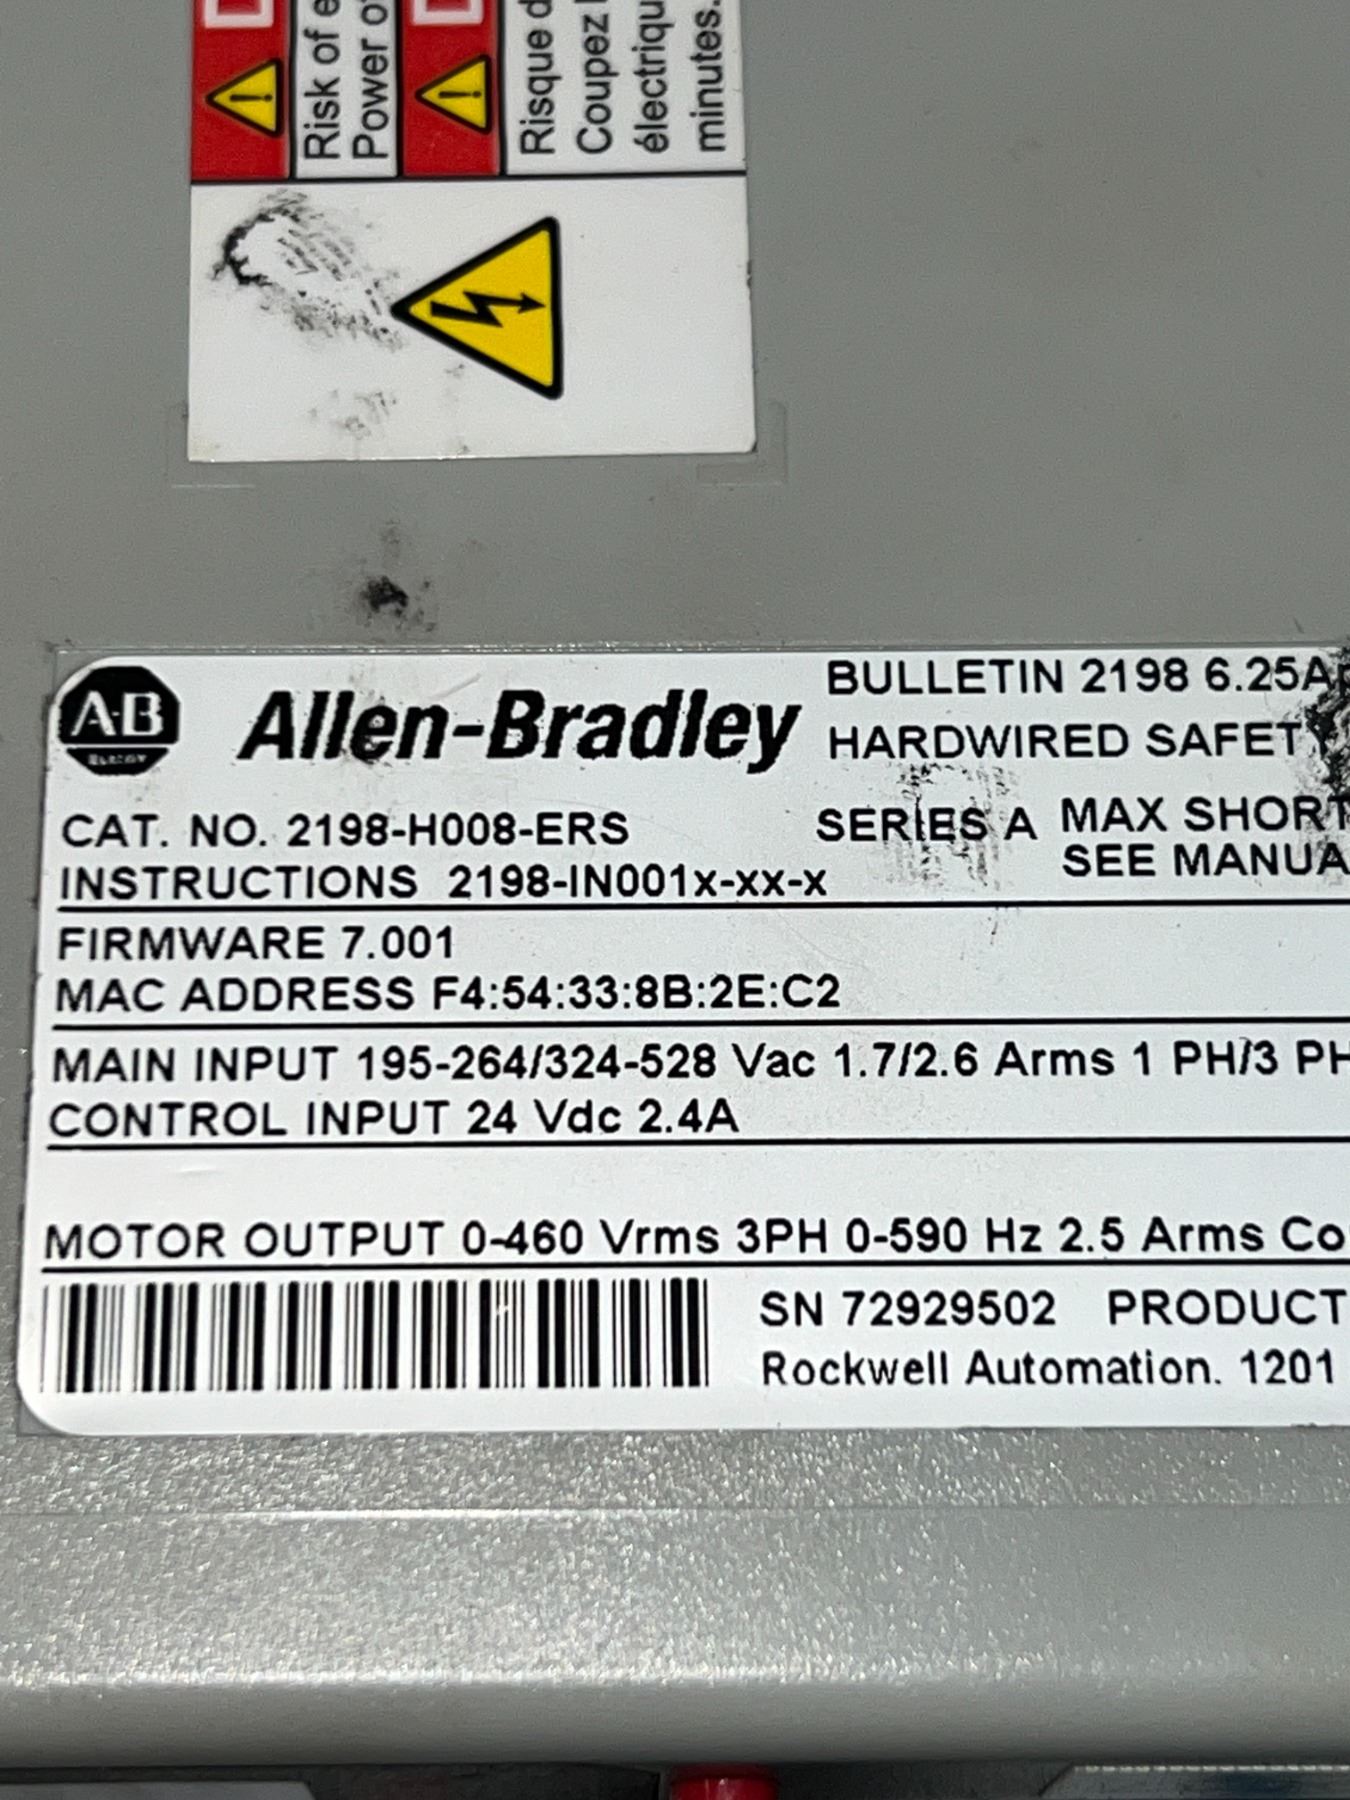 Risk of
Power
Risque
Coupez
minutes.
A-B
Allen-Bradley
BULLETIN 2198 6.25A
HARDWIRED SAFETY
CAT. NO. 2198-H008-ERS
SERIES A
MAX SHORT
SEE MANUA
INSTRUCTIONS 2198-IN001x-xx-x
FIRMWARE 7.001
MAC ADDRESS F4:54:33:8B:2E:C2
MAIN INPUT 195-264/324-528 Vac 1.7/2.6 Arms 1 PH/3 PH
CONTROL INPUT 24 Vdc 2.4A
MOTOR OUTPUT 0-460 Vrms 3PH 0-590 Hz 2.5 Arms Co
SN 72929502 PRODUCT
Rockwell Automation. 1201